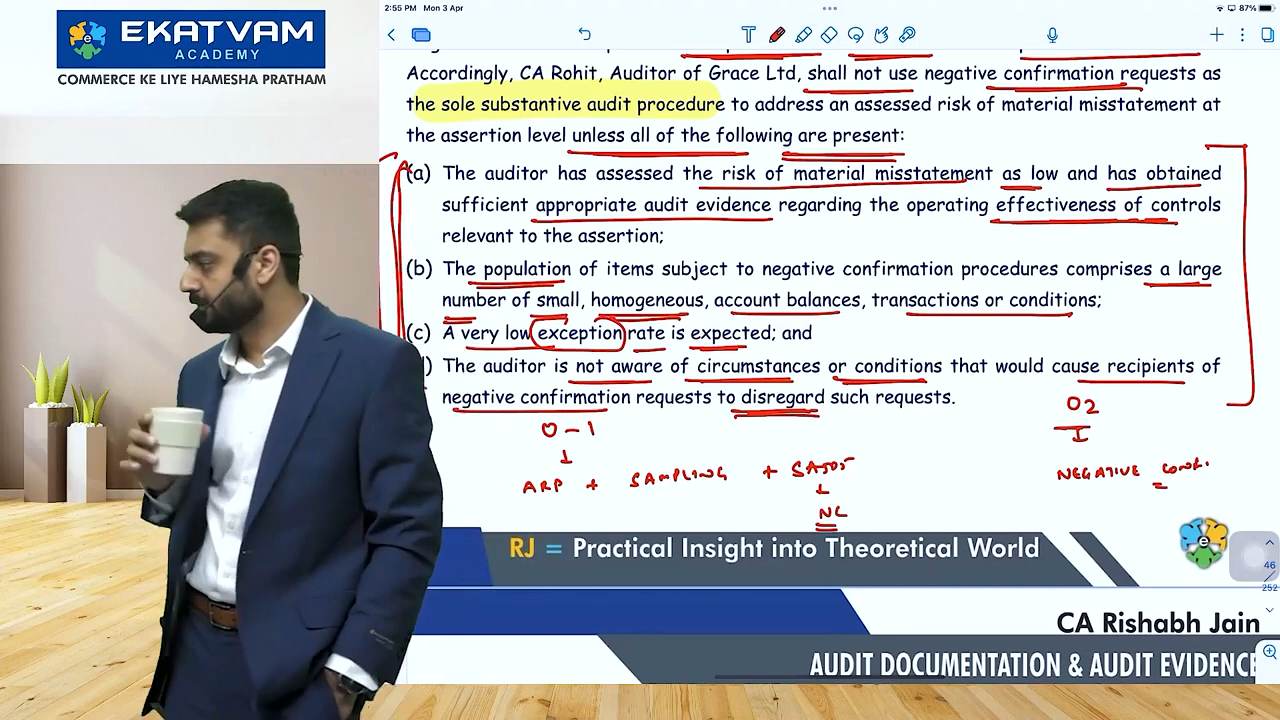 EKATVAM
ACADEMY
COMMERCE KE LIYE HAMESHA PRATHAM
2:55 PM Mon 3 Apr
87%
Accordingly, CA Rohit, Auditor of Grace Ltd, shall not use negative confirmation requests as
the sole substantive audit procedure to address an assessed risk of material misstatement at
the assertion level unless all of the following are present:
(a) The auditor has assessed the risk of material misstatement as low and has obtained
sufficient appropriate audit evidence regarding the operating effectiveness of controls
relevant to the assertion;
(b) The population of items subject to negative confirmation procedures comprises a large
number of small, homogeneous, account balances, transactions or conditions;
(c) A very low exception rate is expected; and
The auditor is not aware of circumstances or conditions that would cause recipients of
negative confirmation requests to disregard such requests.
O-1
O2
ARP + SAMPLING + SA505
NEGATIVE CONF.
NC
RJ = Practical Insight into Theoretical World
46
252
CA Rishabh Jain
AUDIT DOCUMENTATION & AUDIT EVIDENCE